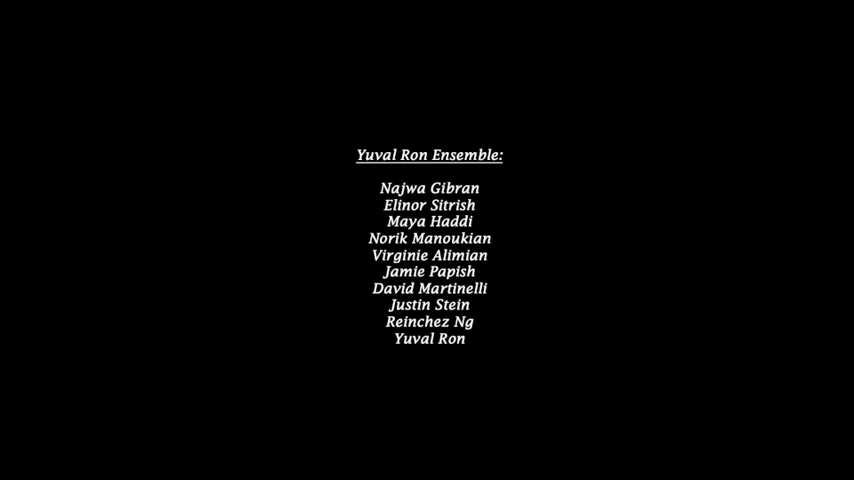 Yuval Ron Ensemble:
Najwa Gibran
Elinor Sitrish
Maya Haddi
Norik Manoukian
Virginie Alimian
Jamie Papish
David Martinelli
Justin Stein
Reinchez Ng
Yuval Ron